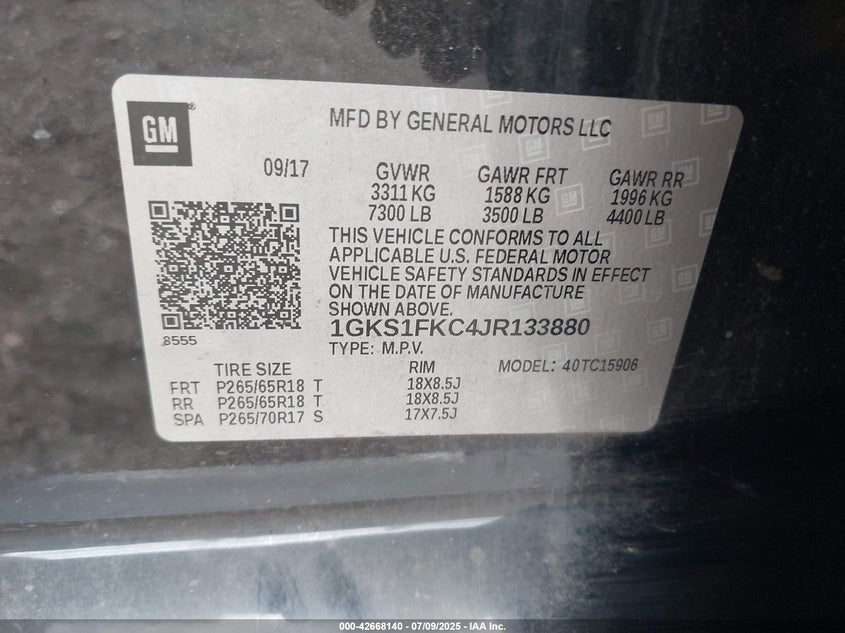 GM
MFD BY GENERAL MOTORS LLC
09/17 GVWR GAWR FRT GAWR RR
3311 KG 1588 KG 1996 KG
7300 LB 3500 LB 4400 LB
THIS VEHICLE CONFORMS TO ALL
APPLICABLE U.S. FEDERAL MOTOR
VEHICLE SAFETY STANDARDS IN EFFECT
ON THE DATE OF MANUFACTURE
SHOWN ABOVE.
1GKS1FKC4JR133880
8555
TYPE: M.P.V. MODEL: 40TC15906
TIRE SIZE RIM
FRT P265/65R18 T 18X8.5J
RR P265/65R18 T 18X8.5J
SPA P265/70R17 S 17X7.5J
000-42668140 - 07/09/2025 - IAA Inc.